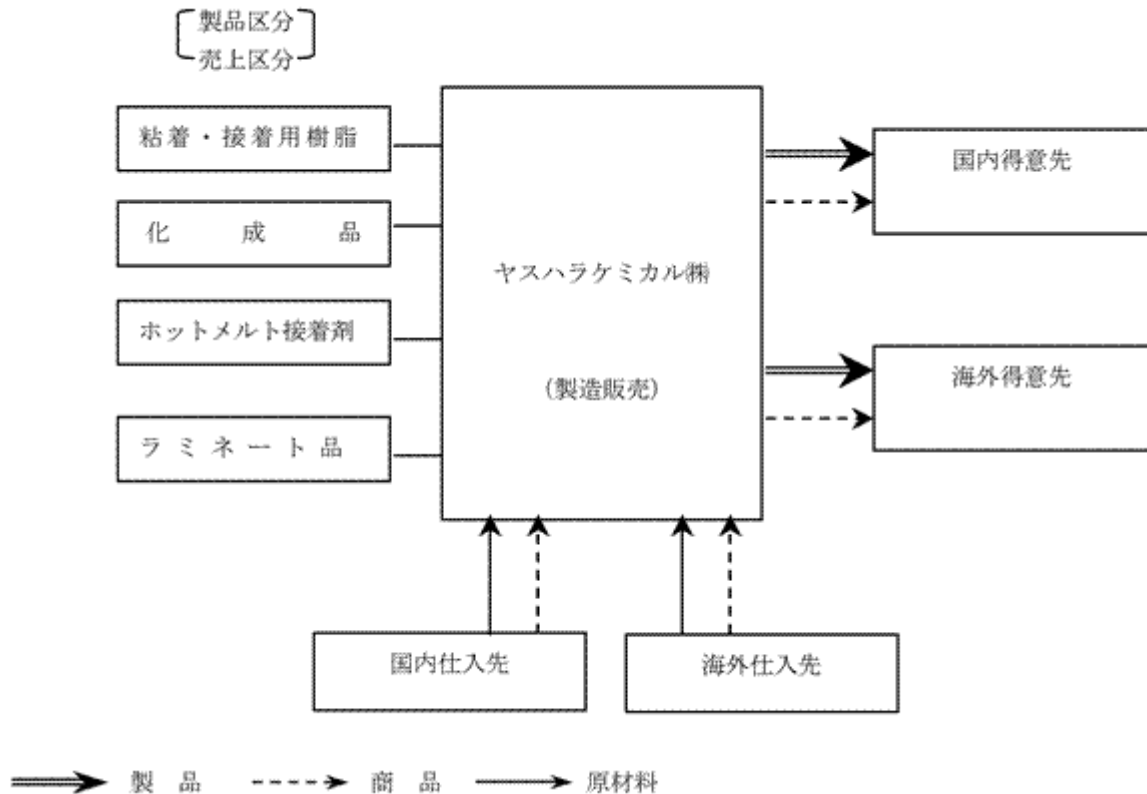 製品区分
売上区分
粘着・接着用樹脂
化成品
ホットメルト接着剤
ラミネート品
ヤスハラケミカル㈱
(製造販売)
国内得意先
海外得意先
国内仕入先
海外仕入先
製品 商品 原材料